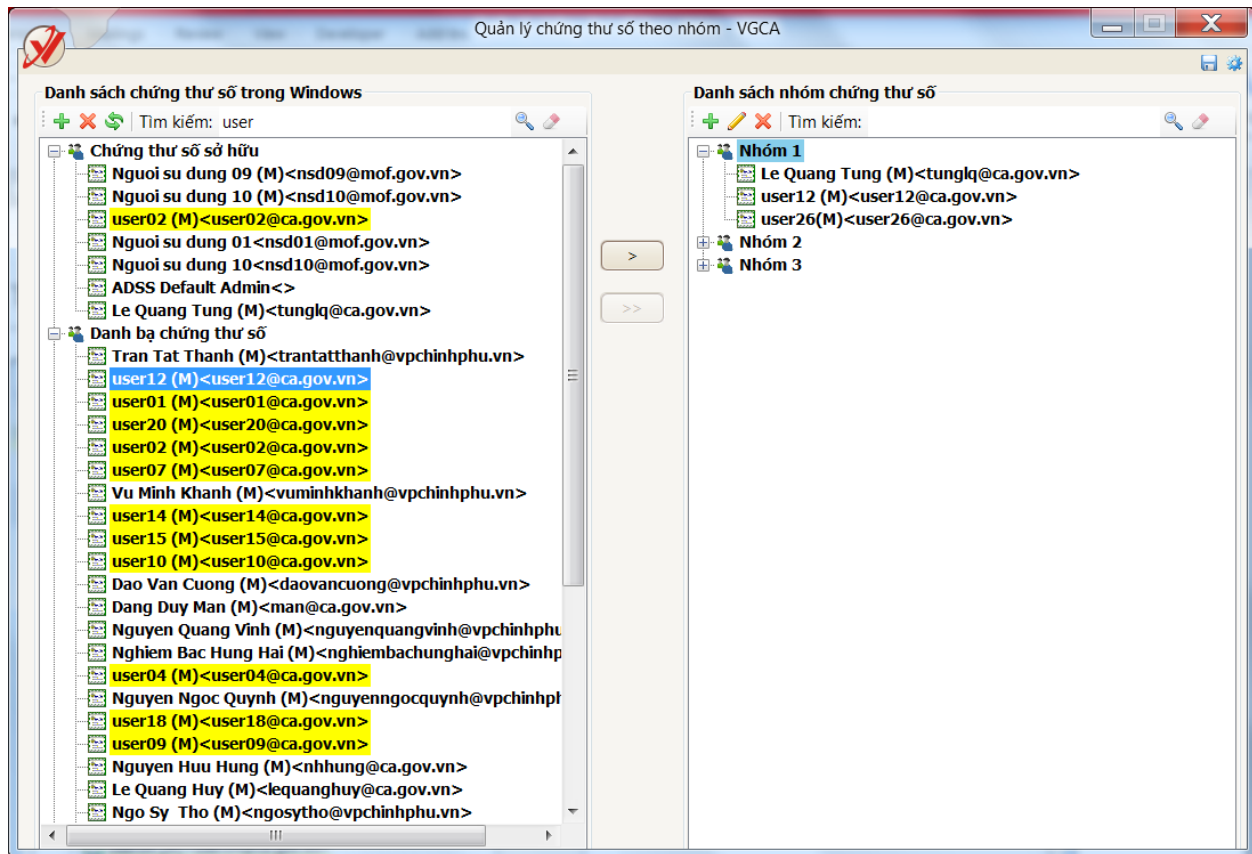 Quản lý chứng thư số theo nhóm - VGCA
Danh sách chứng thư số trong Windows
Tìm kiếm: user
Chứng thư số sở hữu
Nguoi su dung 09 (M)<nsd09@mof.gov.vn>
Nguoi su dung 10 (M)<nsd10@mof.gov.vn>
user02 (M)<user02@ca.gov.vn>
Nguoi su dung 01<nsd01@mof.gov.vn>
Nguoi su dung 10<nsd10@mof.gov.vn>
ADSS Default Admin<>
Le Quang Tung (M)<tunglq@ca.gov.vn>
Danh bạ chứng thư số
Tran Tat Thanh (M)<trantatthanh@vpchinhphu.vn>
user12 (M)<user12@ca.gov.vn>
user01 (M)<user01@ca.gov.vn>
user20 (M)<user20@ca.gov.vn>
user02 (M)<user02@ca.gov.vn>
user07 (M)<user07@ca.gov.vn>
Vu Minh Khanh (M)<vuminhkhanh@vpchinhphu.vn>
user14 (M)<user14@ca.gov.vn>
user15 (M)<user15@ca.gov.vn>
user10 (M)<user10@ca.gov.vn>
Dao Van Cuong (M)<daovancuong@vpchinhphu.vn>
Dang Duy Man (M)<man@ca.gov.vn>
Nguyen Quang Vinh (M)<nguyenquangvinh@vpchinhphu
Nghiem Bac Hung Hai (M)<nghiembachunghai@vpchinhp
user04 (M)<user04@ca.gov.vn>
Nguyen Ngoc Quynh (M)<nguyenngocquynh@vpchinhph
user18 (M)<user18@ca.gov.vn>
user09 (M)<user09@ca.gov.vn>
Nguyen Huu Hung (M)<nhhung@ca.gov.vn>
Le Quang Huy (M)<lequanghuy@ca.gov.vn>
Ngo Sy  Tho (M)<ngosytho@vpchinhphu.vn>
>
>>
Danh sách nhóm chứng thư số
Tìm kiếm:
Nhóm 1
Le Quang Tung (M)<tunglq@ca.gov.vn>
user12 (M)<user12@ca.gov.vn>
user26(M)<user26@ca.gov.vn>
Nhóm 2
Nhóm 3